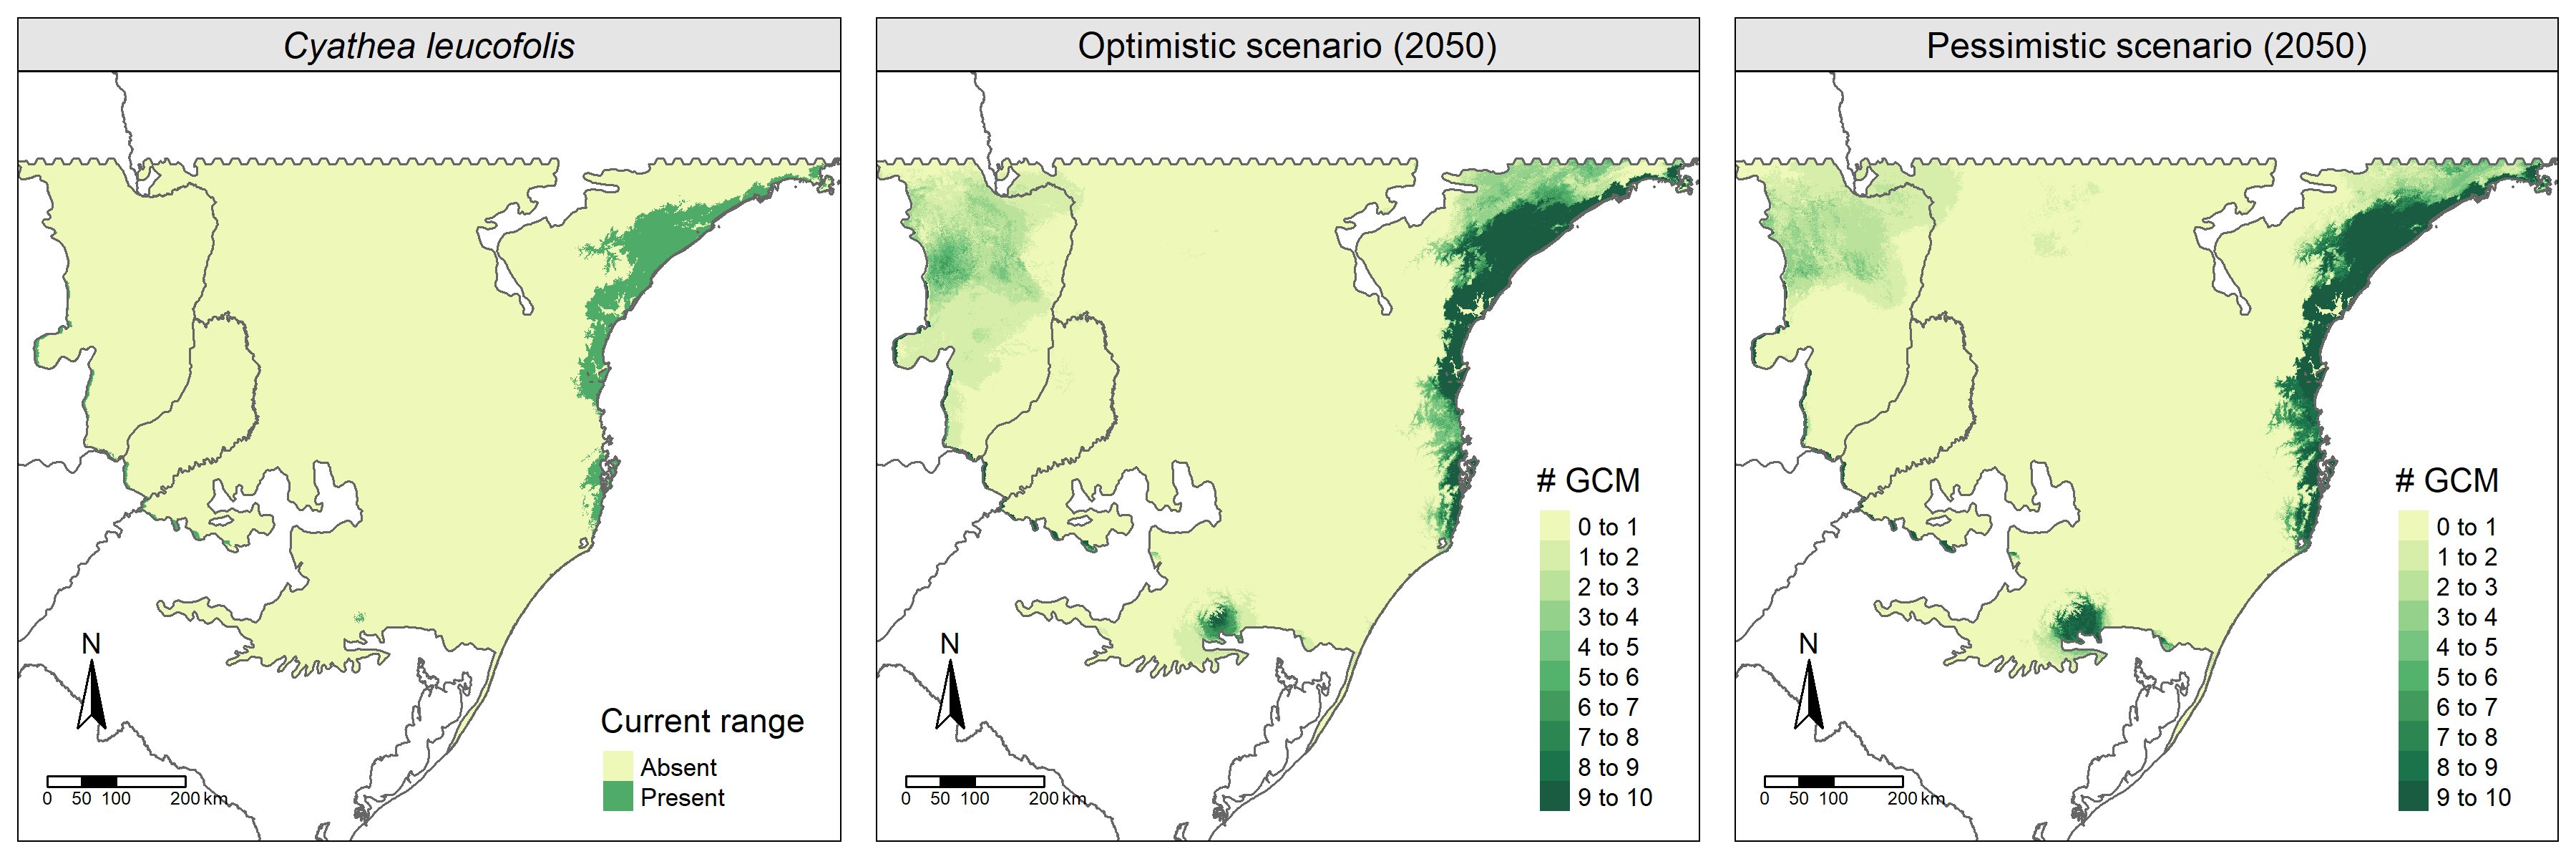 Cyathea leucofolis
N
Current range
Absent
Present
0 50 100 200 km
Optimistic scenario (2050)
# GCM
0 to 1
1 to 2
2 to 3
3 to 4
4 to 5
5 to 6
6 to 7
7 to 8
8 to 9
9 to 10
N
0 50 100 200 km
Pessimistic scenario (2050)
# GCM
0 to 1
1 to 2
2 to 3
3 to 4
4 to 5
5 to 6
6 to 7
7 to 8
8 to 9
9 to 10
N
0 50 100 200 km